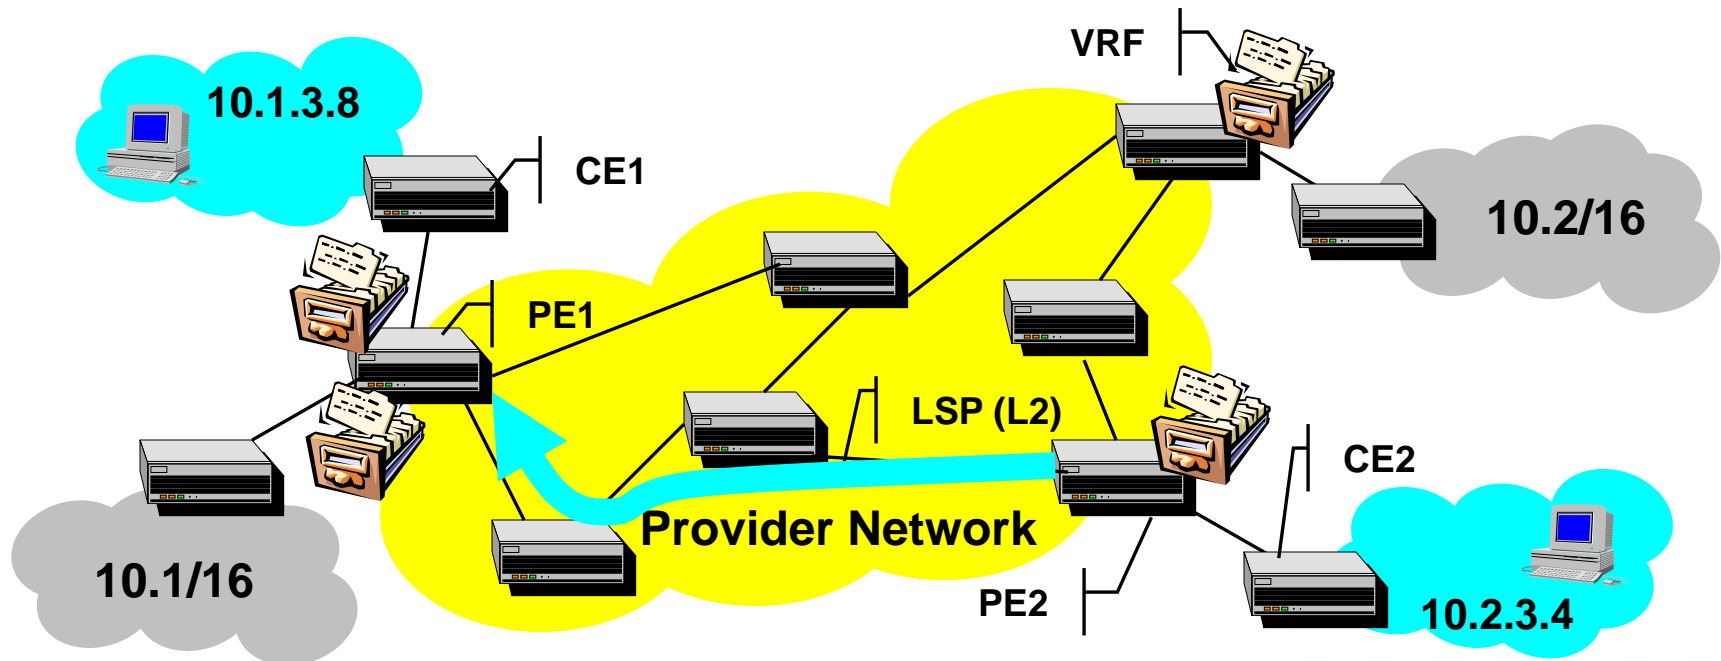 VRF
10.1.3.8
CE1
10.2/16
PE1
LSP (L2)
CE2
Provider Network
10.1/16
PE2
10.2.3.4